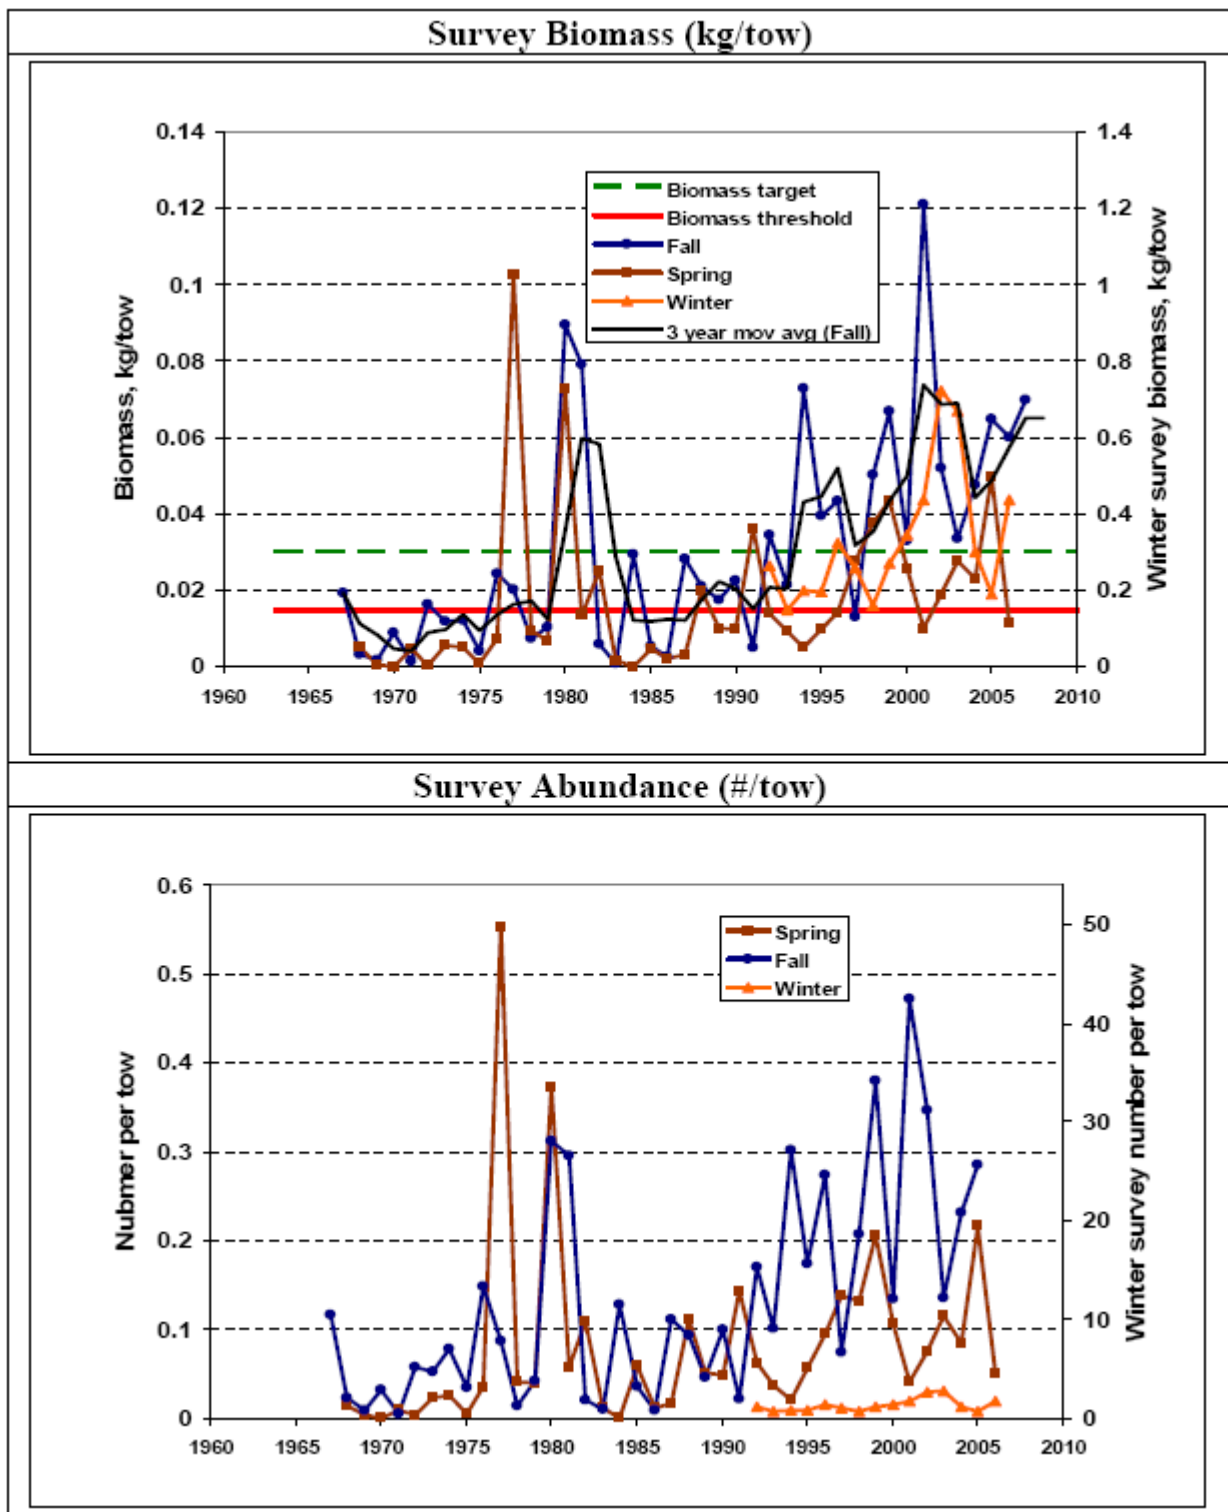 Survey Biomass (kg/tow)
0.14
0.12
0.1
0.08
0.06
0.04
0.02
0
Biomass, kg/tow
1.4
1.2
1
0.8
0.6
0.4
0.2
0
Winter survey biomass, kg/tow
Biomass target
Biomass threshold
Fall
Spring
Winter
3 year mov avg (Fall)
1960 1965 1970 1975 1980 1985 1990 1995 2000 2005 2010
Survey Abundance (#/tow)
0.6
0.5
0.4
0.3
0.2
0.1
0
Nubmer per tow
50
40
30
20
10
0
Winter survey number per tow
Spring
Fall
Winter
1960 1965 1970 1975 1980 1985 1990 1995 2000 2005 2010